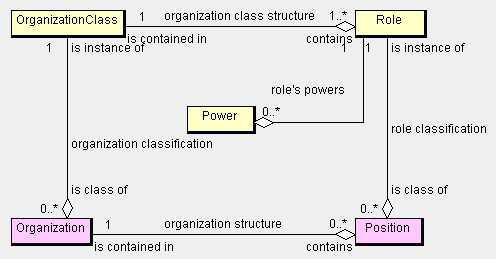 OrganizationClass 1 organization class structure 1..* Role
is contained in contains
1 is instance of 1 1 is instance of
role's powers
Power 0..*
role classification
organization classification
is class of is class of
0..* 0..*
Organization 1 organization structure 0..* Position
is contained in contains